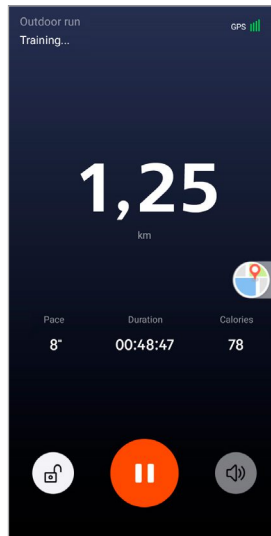 Outdoor run
GPS
Training...
1,25
km
Pace
Duration
Calories
8"
00:48:47
78